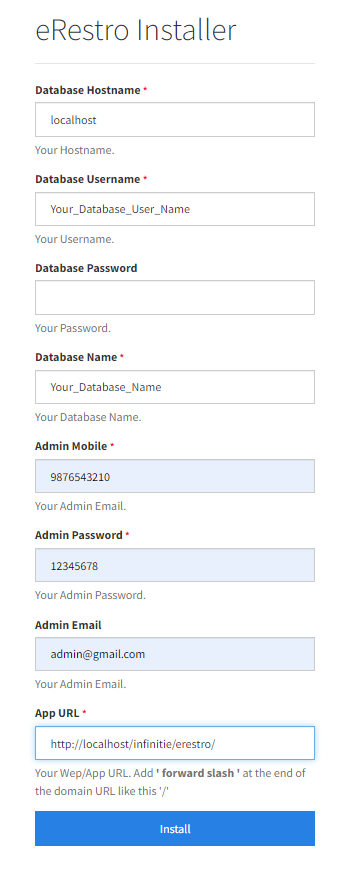 eRestro Installer
Database Hostname *
localhost
Your Hostname.
Database Username *
Your_Database_User_Name
Your Username.
Database Password
Your Password.
Database Name *
Your_Database_Name
Your Database Name.
Admin Mobile *
9876543210
Your Admin Email.
Admin Password *
12345678
Your Admin Password.
Admin Email
admin@gmail.com
Your Admin Email.
App URL *
http://localhost/infinitie/erestro/
Your Wep/App URL. Add ' forward slash ' at the end of
the domain URL like this '/'
Install